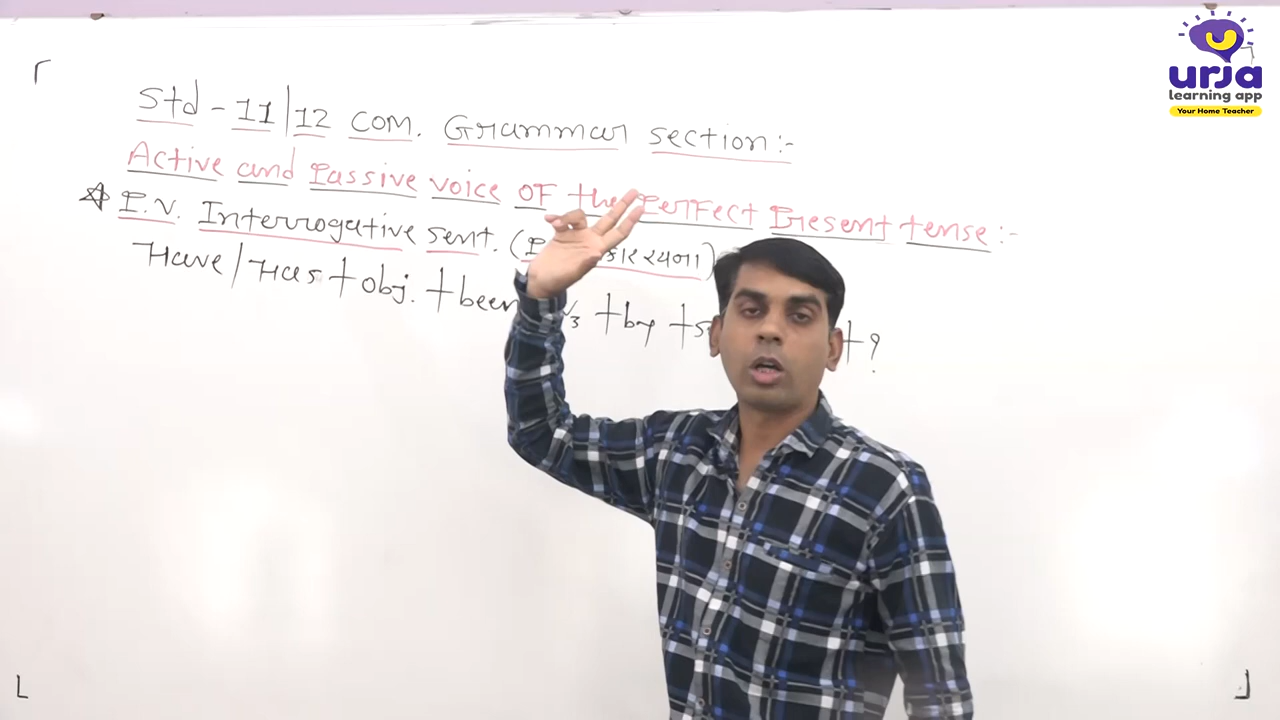 urja
learning app
Your Home Teacher
Std - 11/12 com. Grammar section:-
Active and Passive voice OF the Perfect Present tense:-
P.V. Interrogative sent.
Have/Has + obj. + been V3 + by + ?